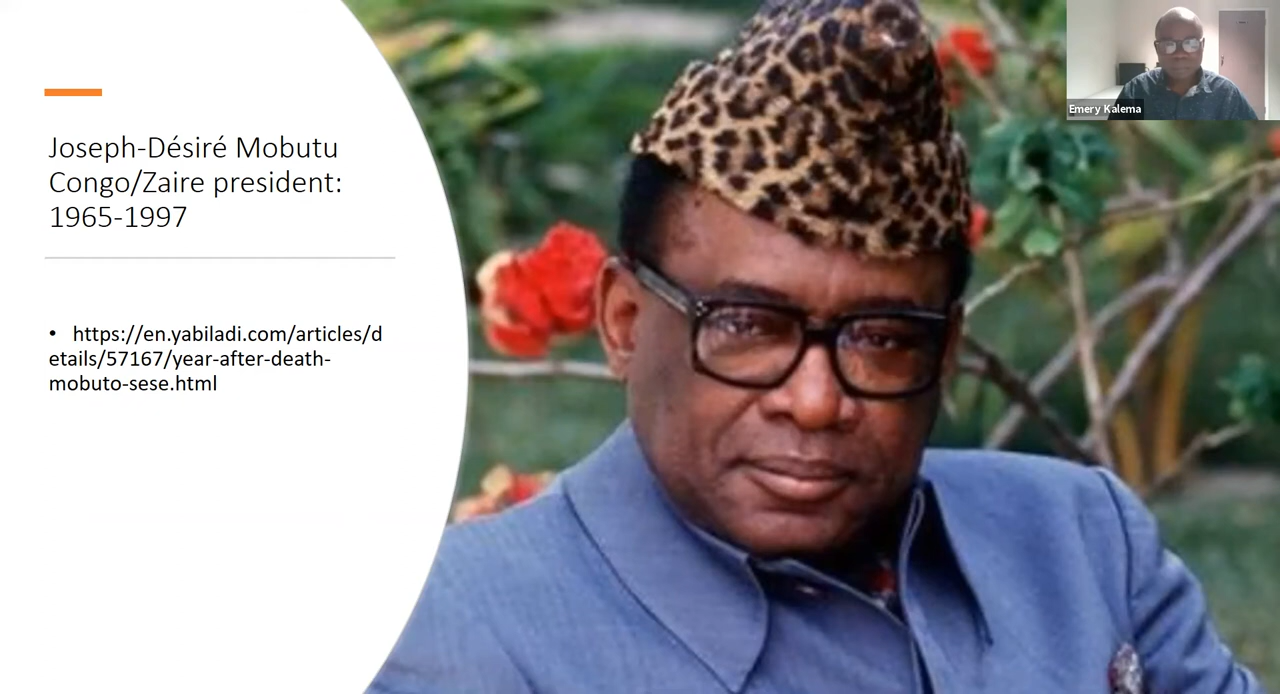 Joseph-Désiré Mobutu
Congo/Zaire president:
1965-1997
• https://en.yabiladi.com/articles/d
etails/57167/year-after-death-
mobuto-sese.html
Emery Kalema